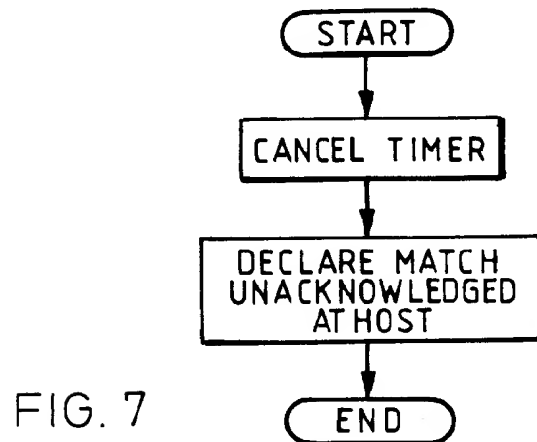 START
CANCEL TIMER
DECLARE MATCH
UNACKNOWLEDGED
AT HOST
END
FIG. 7